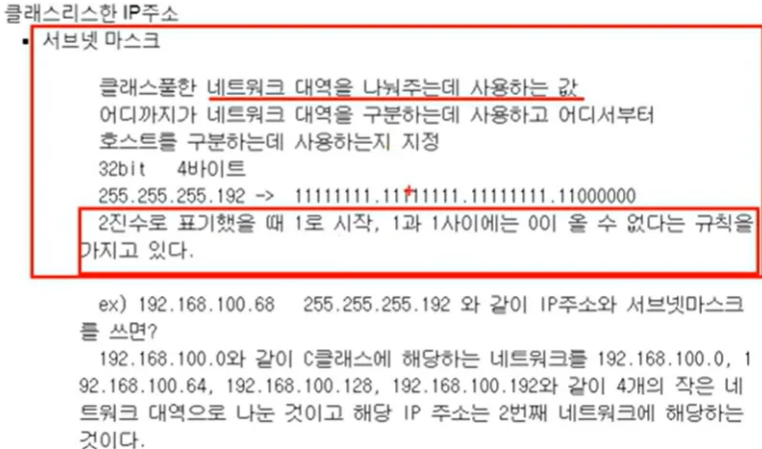 클래스리스한 IP주소
▪ 서브넷 마스크
클래스풀한 네트워크 대역을 나눠주는데 사용하는 값
어디까지가 네트워크 대역을 구분하는데 사용하고 어디서부터
호스트를 구분하는데 사용하는지 지정
32bit 4바이트
255.255.255.192 -> 11111111.11111111.11111111.11000000
2진수로 표기했을 때 1로 시작, 1과 1사이에는 0이 올 수 없다는 규칙을
가지고 있다.
ex) 192.168.100.68 255.255.255.192 와 같이 IP주소와 서브넷마스크
를 쓰면?
192.168.100.0와 같이 C클래스에 해당하는 네트워크를 192.168.100.0, 1
92.168.100.64, 192.168.100.128, 192.168.100.192와 같이 4개의 작은 네
트워크 대역으로 나눈 것이고 해당 IP 주소는 2번째 네트워크에 해당하는
것이다.